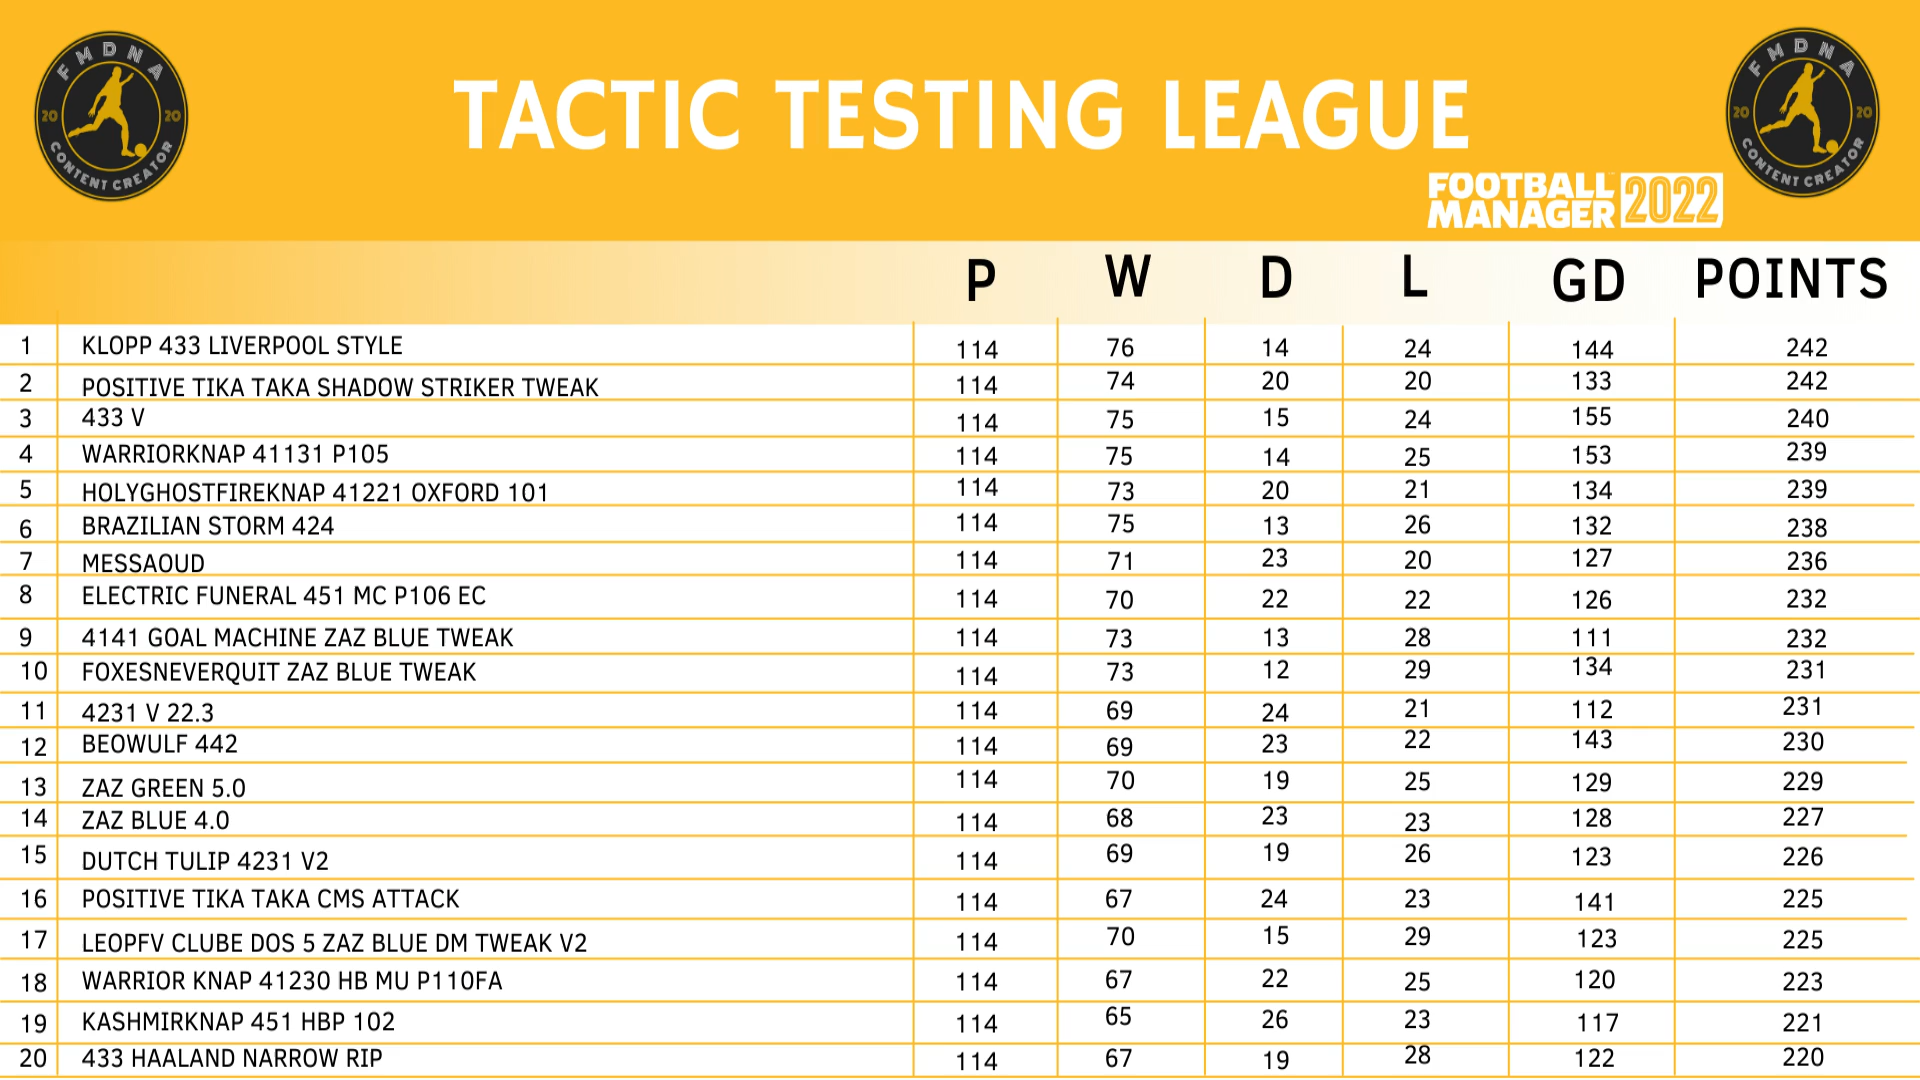 FMDNA
20 20
CONTENT CREATOR
TACTIC TESTING LEAGUE
FOOTBALL MANAGER 2022
FMDNA
20 20
CONTENT CREATOR
P W D L GD POINTS
1 KLOPP 433 LIVERPOOL STYLE 114 76 14 24 144 242
2 POSITIVE TIKA TAKA SHADOW STRIKER TWEAK 114 74 20 20 133 242
3 433 V 114 75 15 24 155 240
4 WARRIORKNAP 41131 P105 114 75 14 25 153 239
5 HOLYGHOSTFIREKNAP 41221 OXFORD 101 114 73 20 21 134 239
6 BRAZILIAN STORM 424 114 75 13 26 132 238
7 MESSAOUD 114 71 23 20 127 236
8 ELECTRIC FUNERAL 451 MC P106 EC 114 70 22 22 126 232
9 4141 GOAL MACHINE ZAZ BLUE TWEAK 114 73 13 28 111 232
10 FOXESNEVERQUIT ZAZ BLUE TWEAK 114 73 12 29 134 231
11 4231 V 22.3 114 69 24 21 112 231
12 BEOWULF 442 114 69 23 22 143 230
13 ZAZ GREEN 5.0 114 70 19 25 129 229
14 ZAZ BLUE 4.0 114 68 23 23 128 227
15 DUTCH TULIP 4231 V2 114 69 19 26 123 226
16 POSITIVE TIKA TAKA CMS ATTACK 114 67 24 23 141 225
17 LEOPFV CLUBE DOS 5 ZAZ BLUE DM TWEAK V2 114 70 15 29 123 225
18 WARRIOR KNAP 41230 HB MU P110FA 114 67 22 25 120 223
19 KASHMIRKNAP 451 HBP 102 114 65 26 23 117 221
20 433 HAALAND NARROW RIP 114 67 19 28 122 220